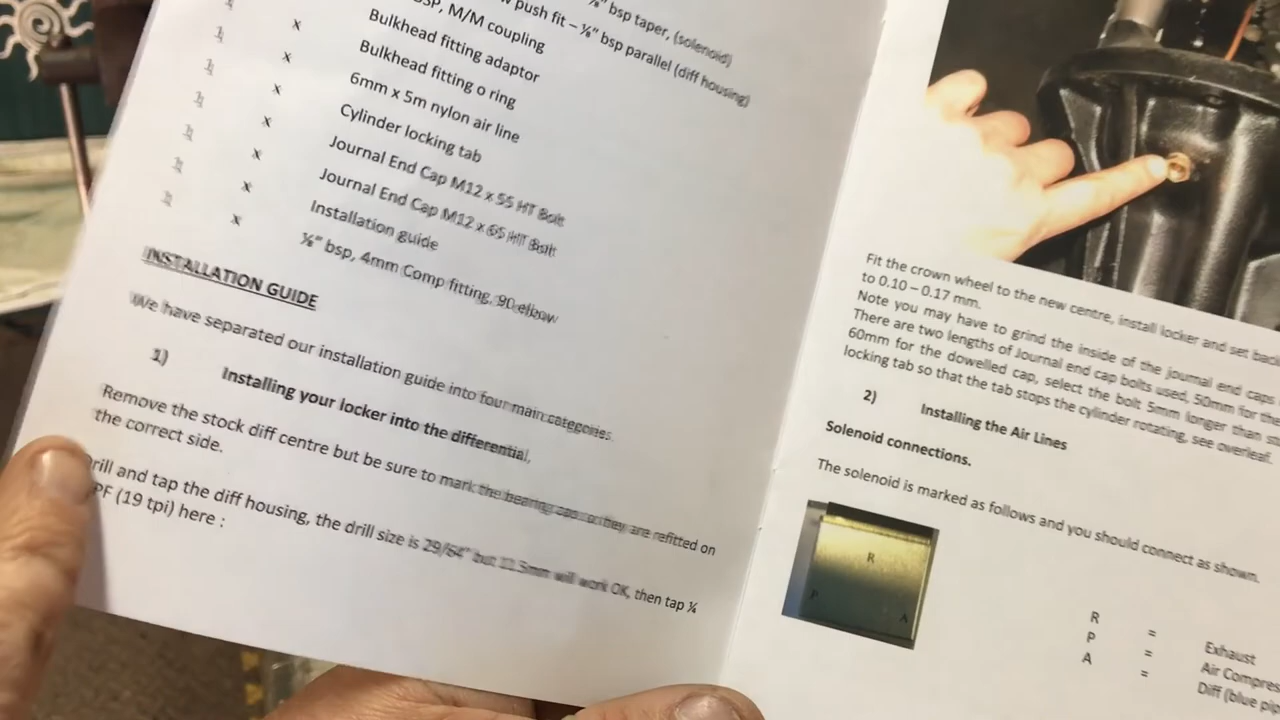 ⅛" bsp taper, (solenoid)
push fit – ⅛" bsp parallel (diff housing)
BSP, M/M coupling
x Bulkhead fitting adaptor
1 x Bulkhead fitting o ring
1 x 6mm x 5m nylon air line
1 x Cylinder locking tab
1 x Journal End Cap M12 x 55 HT Bolt
1 x Journal End Cap M12 x 65 HT Bolt
1 x Installation guide
1 x ⅛" bsp, 4mm Comp fitting, 90 elbow
INSTALLATION GUIDE
We have separated our installation guide into four main categories.
1) Installing your locker into the differential,
Remove the stock diff centre but be sure to mark the bearing caps so they are refitted on
the correct side.
Drill and tap the diff housing, the drill size is 29/64" but 11.5mm will work OK, then tap ¼
PF (19 tpi) here :
Fit the crown wheel to the new centre, install locker and set
to 0.10 – 0.17 mm.
Note you may have to grind the inside of the journal end caps
There are two lengths of Journal end cap bolts used, 50mm for the
60mm for the dowelled cap, select the bolt 5mm longer than
locking tab so that the tab stops the cylinder rotating, see overleaf.
2) Installing the Air Lines
Solenoid connections.
The solenoid is marked as follows and you should connect as shown.
R
P A
R = Exhaust
P = Air
A = Diff (blue